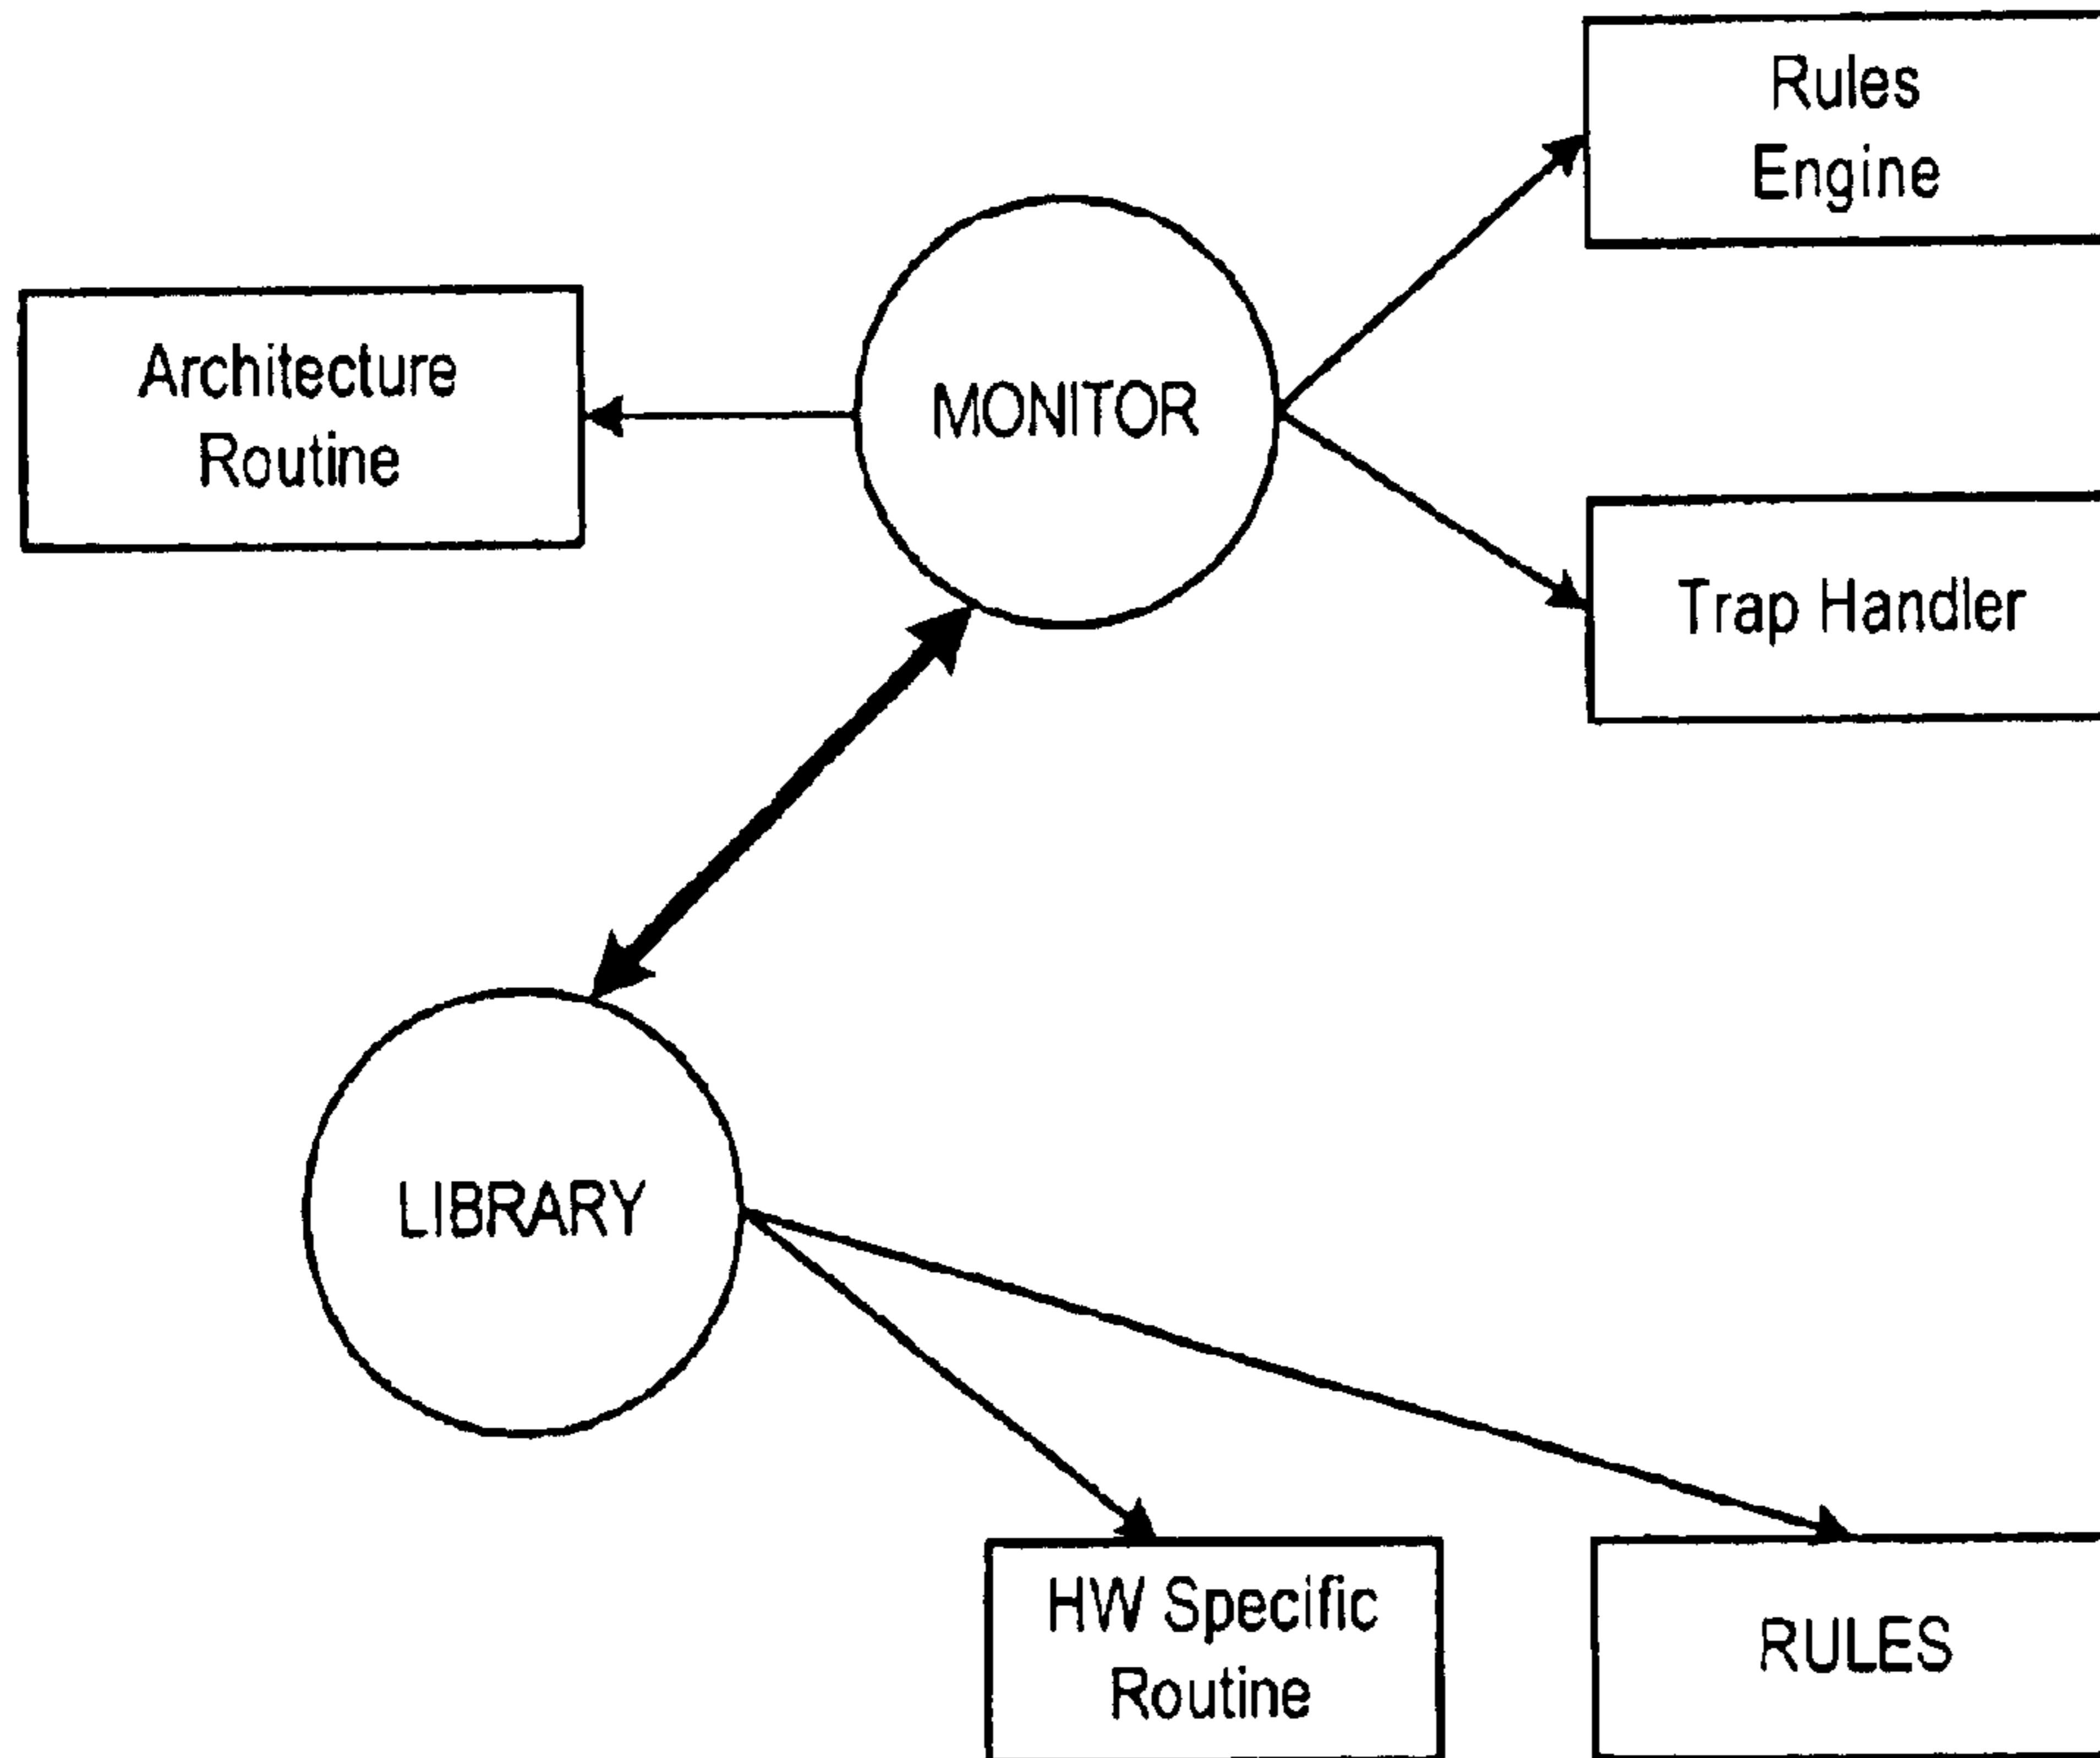 Rules
Engine
Architecture
Routine
MONITOR
Trap Handler
LIBRARY
HW Specific
Routine
RULES